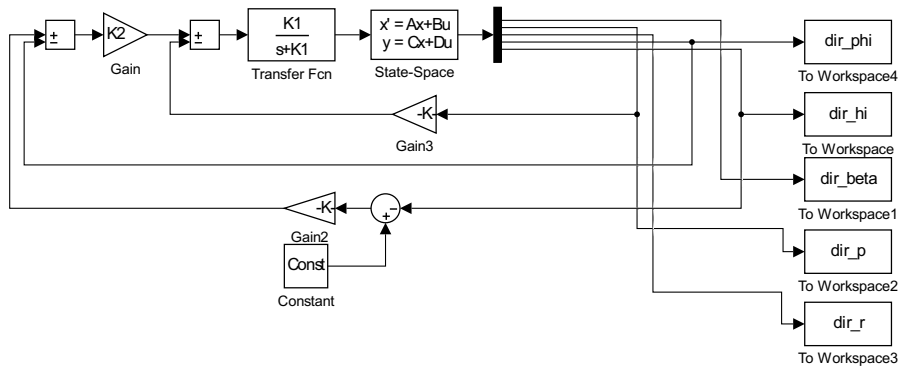 ±
K2
Gain
±
K1
s+K1
Transfer Fcn
x' = Ax+Bu
y = Cx+Du
State-Space
dir_phi
To Workspace4
-K-
Gain3
dir_hi
To Workspace
dir_beta
To Workspace1
-K-
Gain2
−
+
Const
Constant
dir_p
To Workspace2
dir_r
To Workspace3